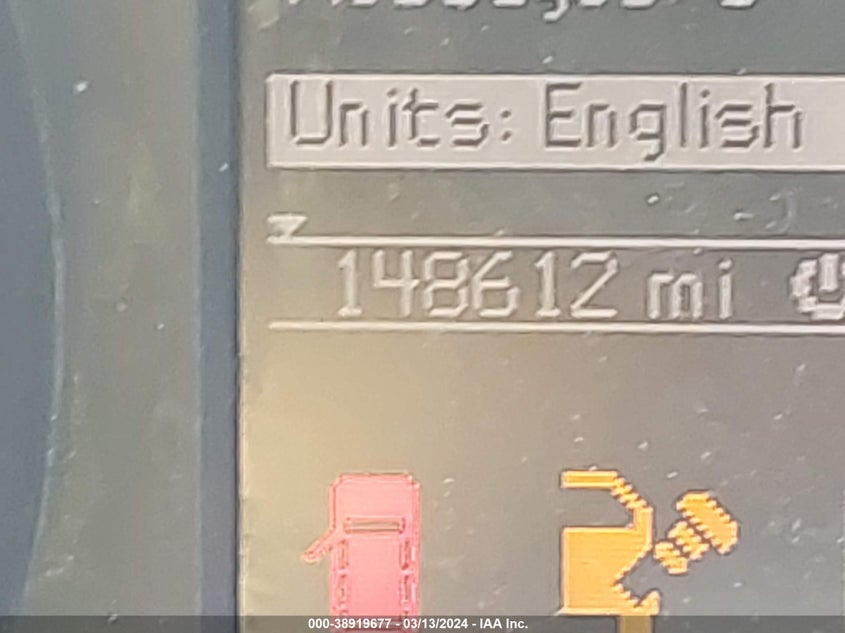 Units: English
148612 mi
000-38919677 - 03/13/2024 - IAA Inc.